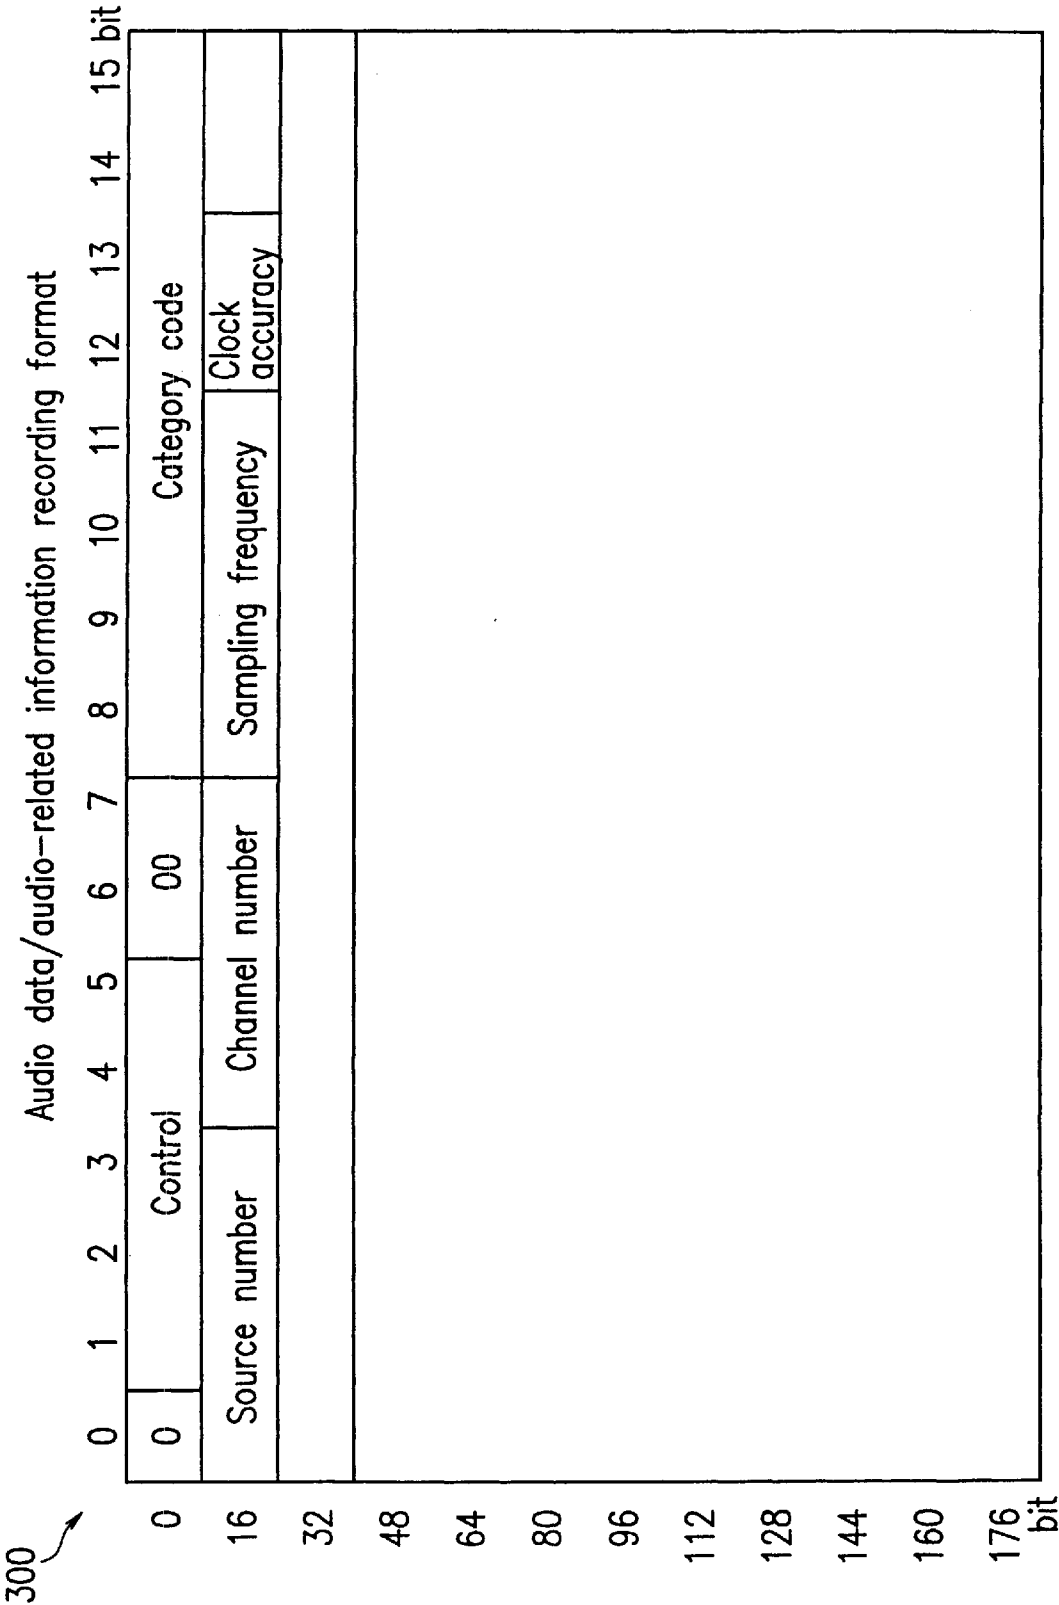 300
Audio data/audio-related information recording format
0 1 2 3 4 5 6 7 8 9 10 11 12 13 14 15 bit
0 0 Control 00 Category code
16 Source number Channel number Sampling frequency Clock
accuracy
32
48
64
80
96
112
128
144
160
176
bit